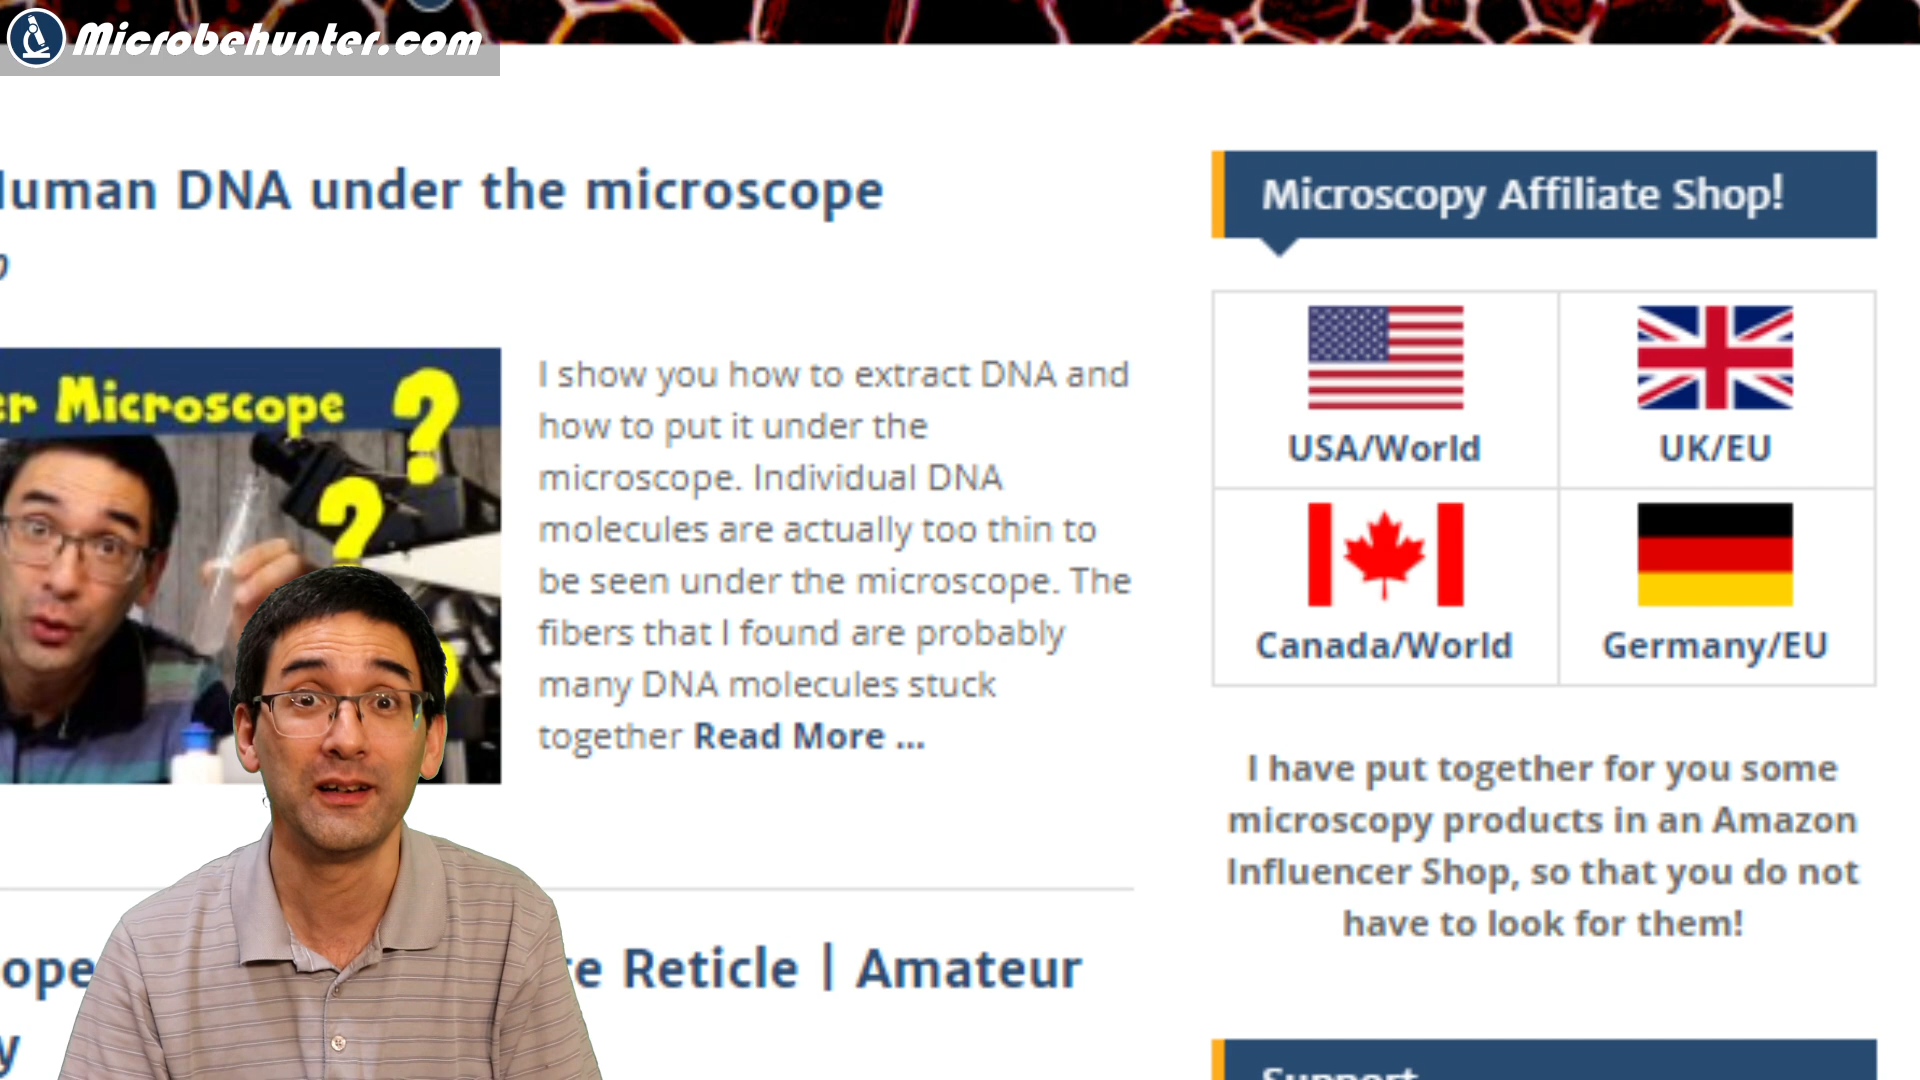 Microbehunter.com
Human DNA under the microscope
er Microscope ?
?
I show you how to extract DNA and
how to put it under the
microscope. Individual DNA
molecules are actually too thin to
be seen under the microscope. The
fibers that I found are probably
many DNA molecules stuck
together Read More ...
ope
re Reticle | Amateur
y
Microscopy Affiliate Shop!
USA/World
UK/EU
Canada/World
Germany/EU
I have put together for you some
microscopy products in an Amazon
Influencer Shop, so that you do not
have to look for them!
Support